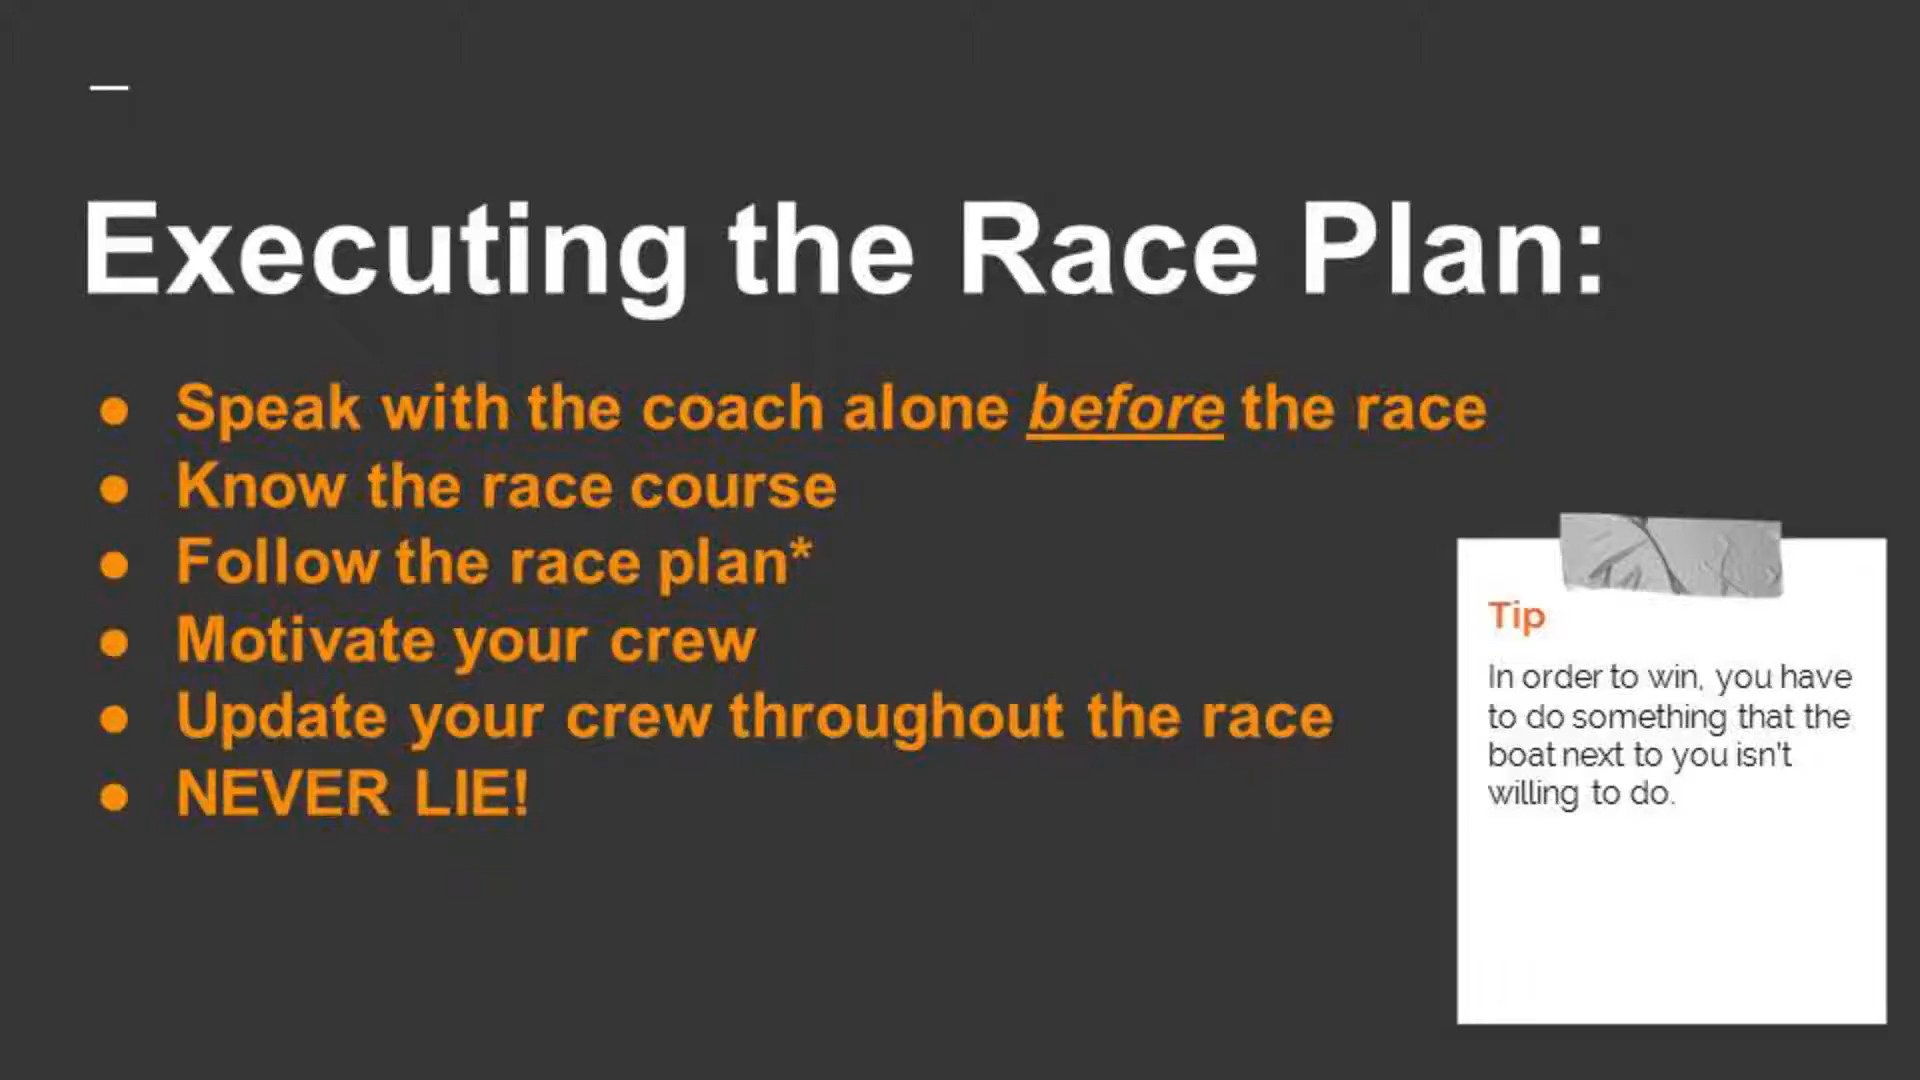 Executing the Race Plan:
● Speak with the coach alone before the race
● Know the race course
● Follow the race plan*
● Motivate your crew
● Update your crew throughout the race
● NEVER LIE!
Tip
In order to win, you have
to do something that the
boat next to you isn't
willing to do.